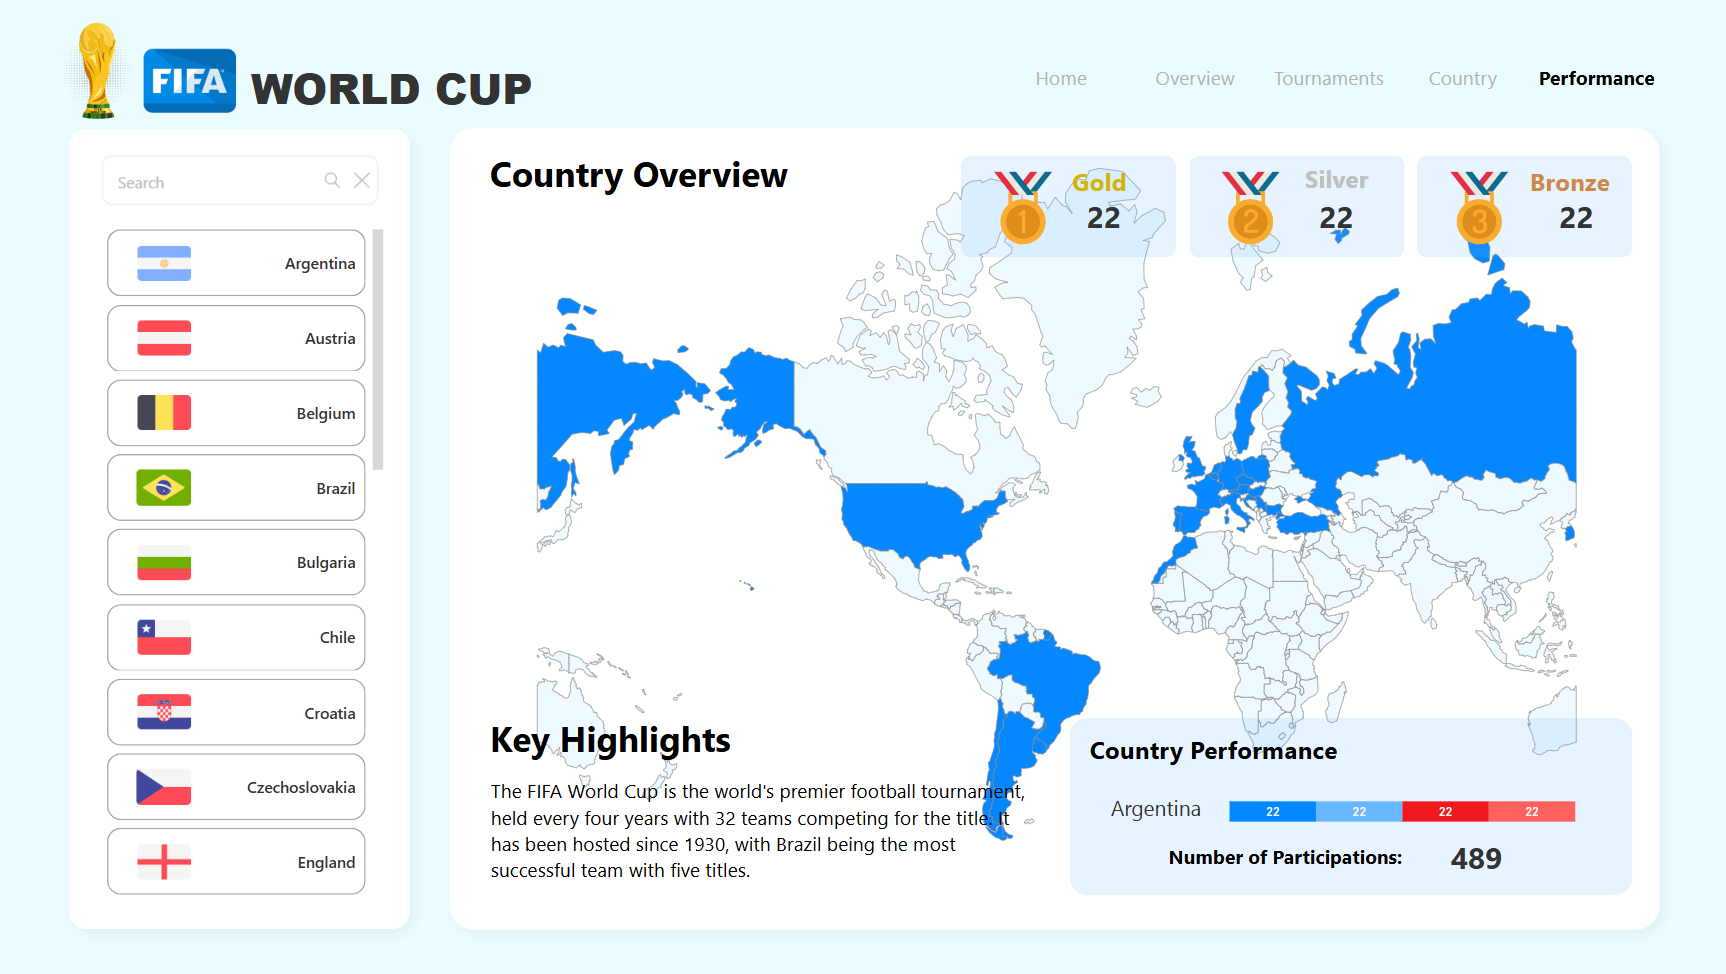 FIFA WORLD CUP
Home Overview Tournaments Country Performance
Search
Argentina
Austria
Belgium
Brazil
Bulgaria
Chile
Croatia
Czechoslovakia
England
Country Overview
1 Gold
22
2 Silver
22
3 Bronze
22
Key Highlights
The FIFA World Cup is the world's premier football tournament,
held every four years with 32 teams competing for the title. It
has been hosted since 1930, with Brazil being the most
successful team with five titles.
Country Performance
Argentina 22 22 22 22
Number of Participations: 489